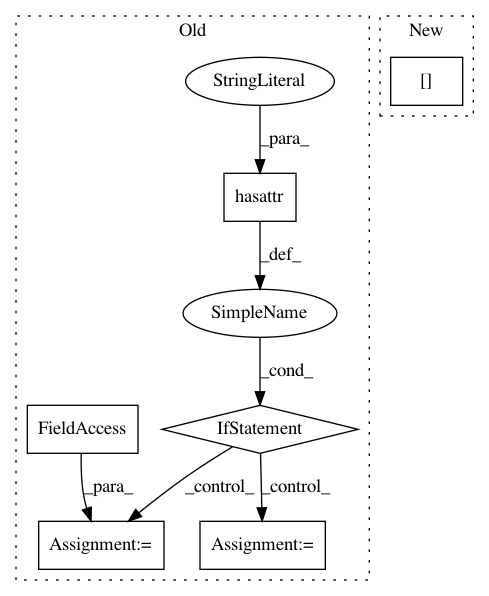 Old
New
StringLiteral
[]
_para_
hasattr
_def_
SimpleName
_cond_
FieldAccess
IfStatement
_para_
_control_
_control_
Assignment:=
Assignment:=